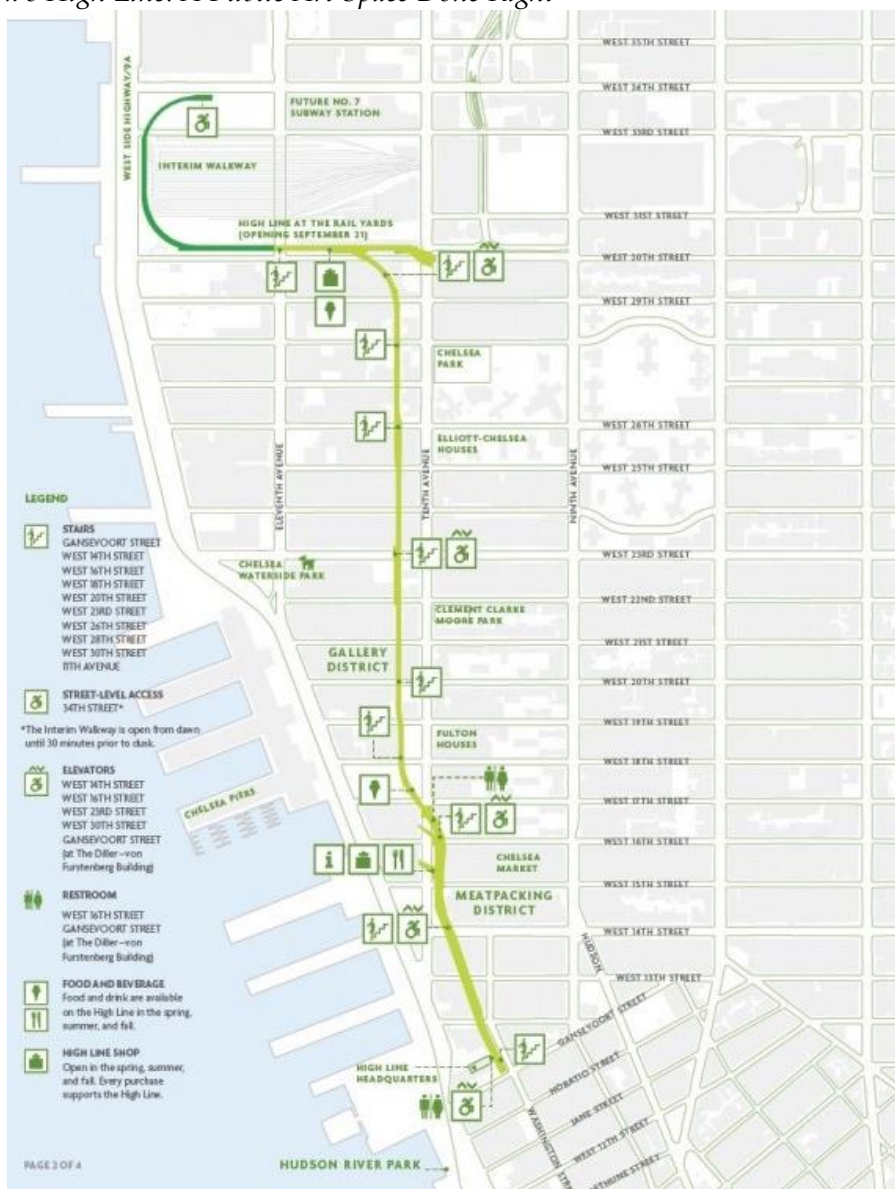 High Line: A Public Art Space Done Right
WEST 35TH STREET
WEST 34TH STREET
FUTURE NO. 7
SUBWAY STATION
WEST 33RD STREET
WEST SIDE HIGHWAY/9A
INTERIM WALKWAY
HIGH LINE AT THE RAIL YARDS
(OPENING SEPTEMBER 21)
WEST 31ST STREET
WEST 30TH STREET
WEST 29TH STREET
CHELSEA
PARK
WEST 26TH STREET
ELLIOTT-CHELSEA
HOUSES
WEST 25TH STREET
ELEVENTH AVENUE
TENTH AVENUE
NINTH AVENUE
WEST 23RD STREET
CHELSEA
WATERSIDE PARK
WEST 22ND STREET
CLEMENT CLARKE
MOORE PARK
WEST 21ST STREET
GALLERY
DISTRICT
WEST 20TH STREET
WEST 19TH STREET
FULTON
HOUSES
WEST 18TH STREET
CHELSEA PIERS
WEST 17TH STREET
WEST 16TH STREET
i
CHELSEA
MARKET
WEST 15TH STREET
MEATPACKING
DISTRICT
WEST 14TH STREET
HUDSON
WEST 13TH STREET
GANSEVOORT STREET
HIGH LINE
HEADQUARTERS
HORATIO STREET
JANE STREET
WEST 12TH STREET
WASHINGTON STR
THUNE STREET
HUDSON RIVER PARK
LEGEND
STAIRS
GANSEVOORT STREET
WEST 14TH STREET
WEST 16TH STREET
WEST 18TH STREET
WEST 20TH STREET
WEST 23RD STREET
WEST 26TH STREET
WEST 28TH STREET
WEST 30TH STREET
11TH AVENUE
STREET-LEVEL ACCESS
34TH STREET*
*The Interim Walkway is open from dawn
until 30 minutes prior to dusk.
ELEVATORS
WEST 14TH STREET
WEST 16TH STREET
WEST 23RD STREET
WEST 30TH STREET
GANSEVOORT STREET
(at The Diller–von
Furstenberg Building)
RESTROOM
WEST 16TH STREET
GANSEVOORT STREET
(at The Diller–von
Furstenberg Building)
FOOD AND BEVERAGE
Food and drink are available
on the High Line in the spring,
summer, and fall.
HIGH LINE SHOP
Open in the spring, summer,
and fall. Every purchase
supports the High Line.
PAGE 2 OF 4